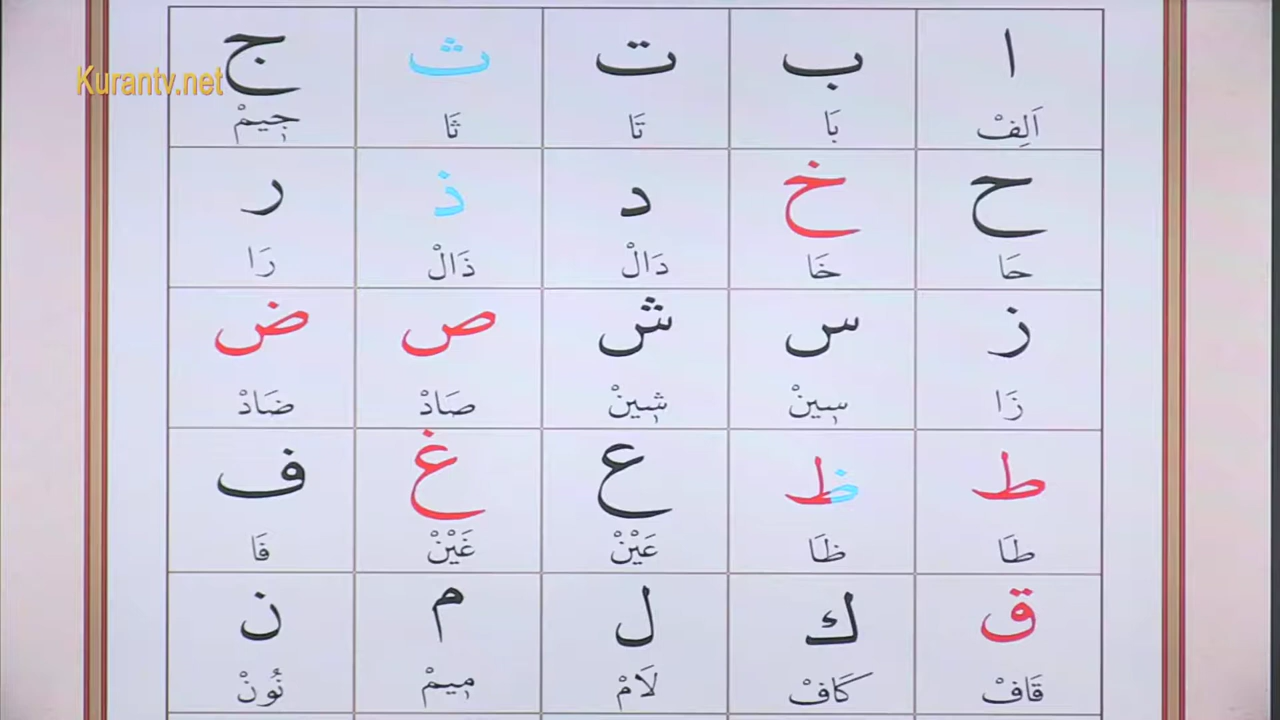 Kurantv.net
ا ب ت ث ج
اَلِفْ بَا تَا ثَا جِيمْ
ح خ د ذ ر
حَا خَا دَالْ ذَالْ رَا
ز س ش ص ض
زَا سِينْ شِينْ صَادْ ضَادْ
ط ظ ع غ ف
طَا ظَا عَيْنْ غَيْنْ فَا
ق ك ل م ن
قَافْ كَافْ لَامْ مِيمْ نُونْ